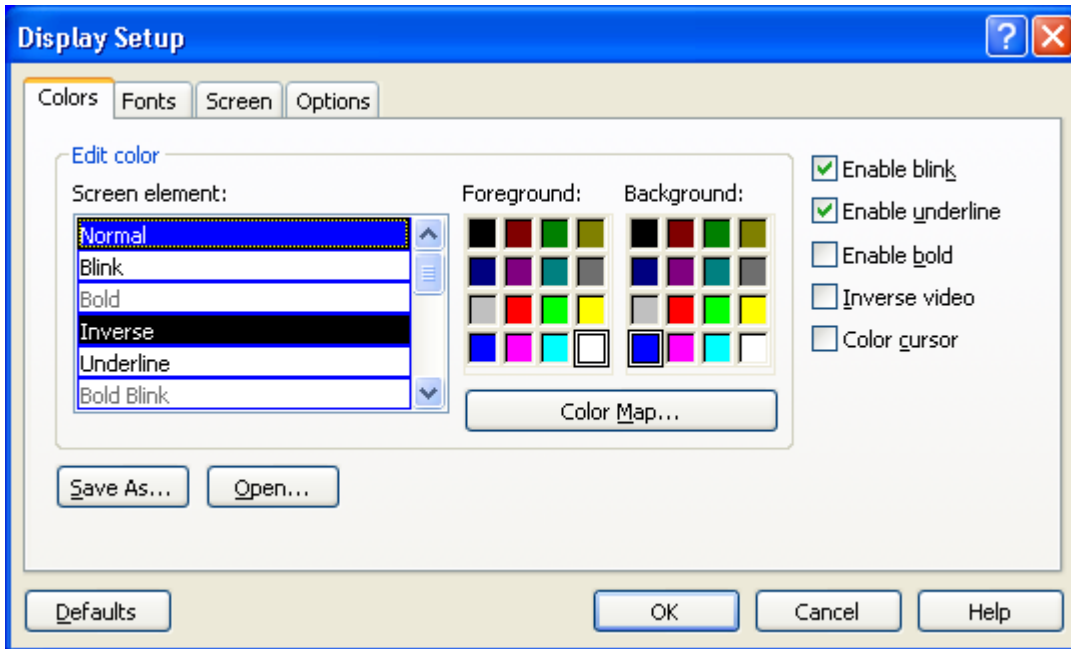 Display Setup
Colors Fonts Screen Options
Edit color
Screen element:
Normal
Blink
Bold
Inverse
Underline
Bold Blink
Foreground:
Background:
Color Map...
Enable blink
Enable underline
Enable bold
Inverse video
Color cursor
Save As... Open...
Defaults OK Cancel Help